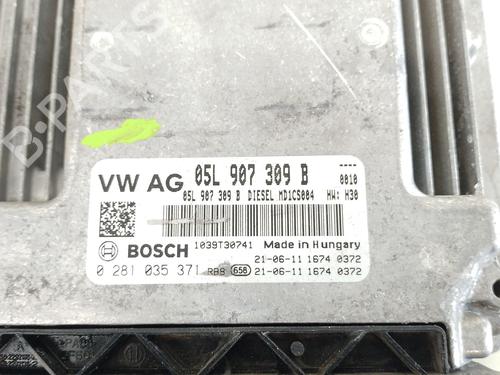 B-PARTS
VW AG 05L 907 309 B ----
05L 907 309 B DIESEL MD1CS004 HW: H30 0010
BOSCH 1039T30741 Made in Hungary
21-06-11 1674 0372
0 281 035 371 RBS 658 21-06-11 1674 0372